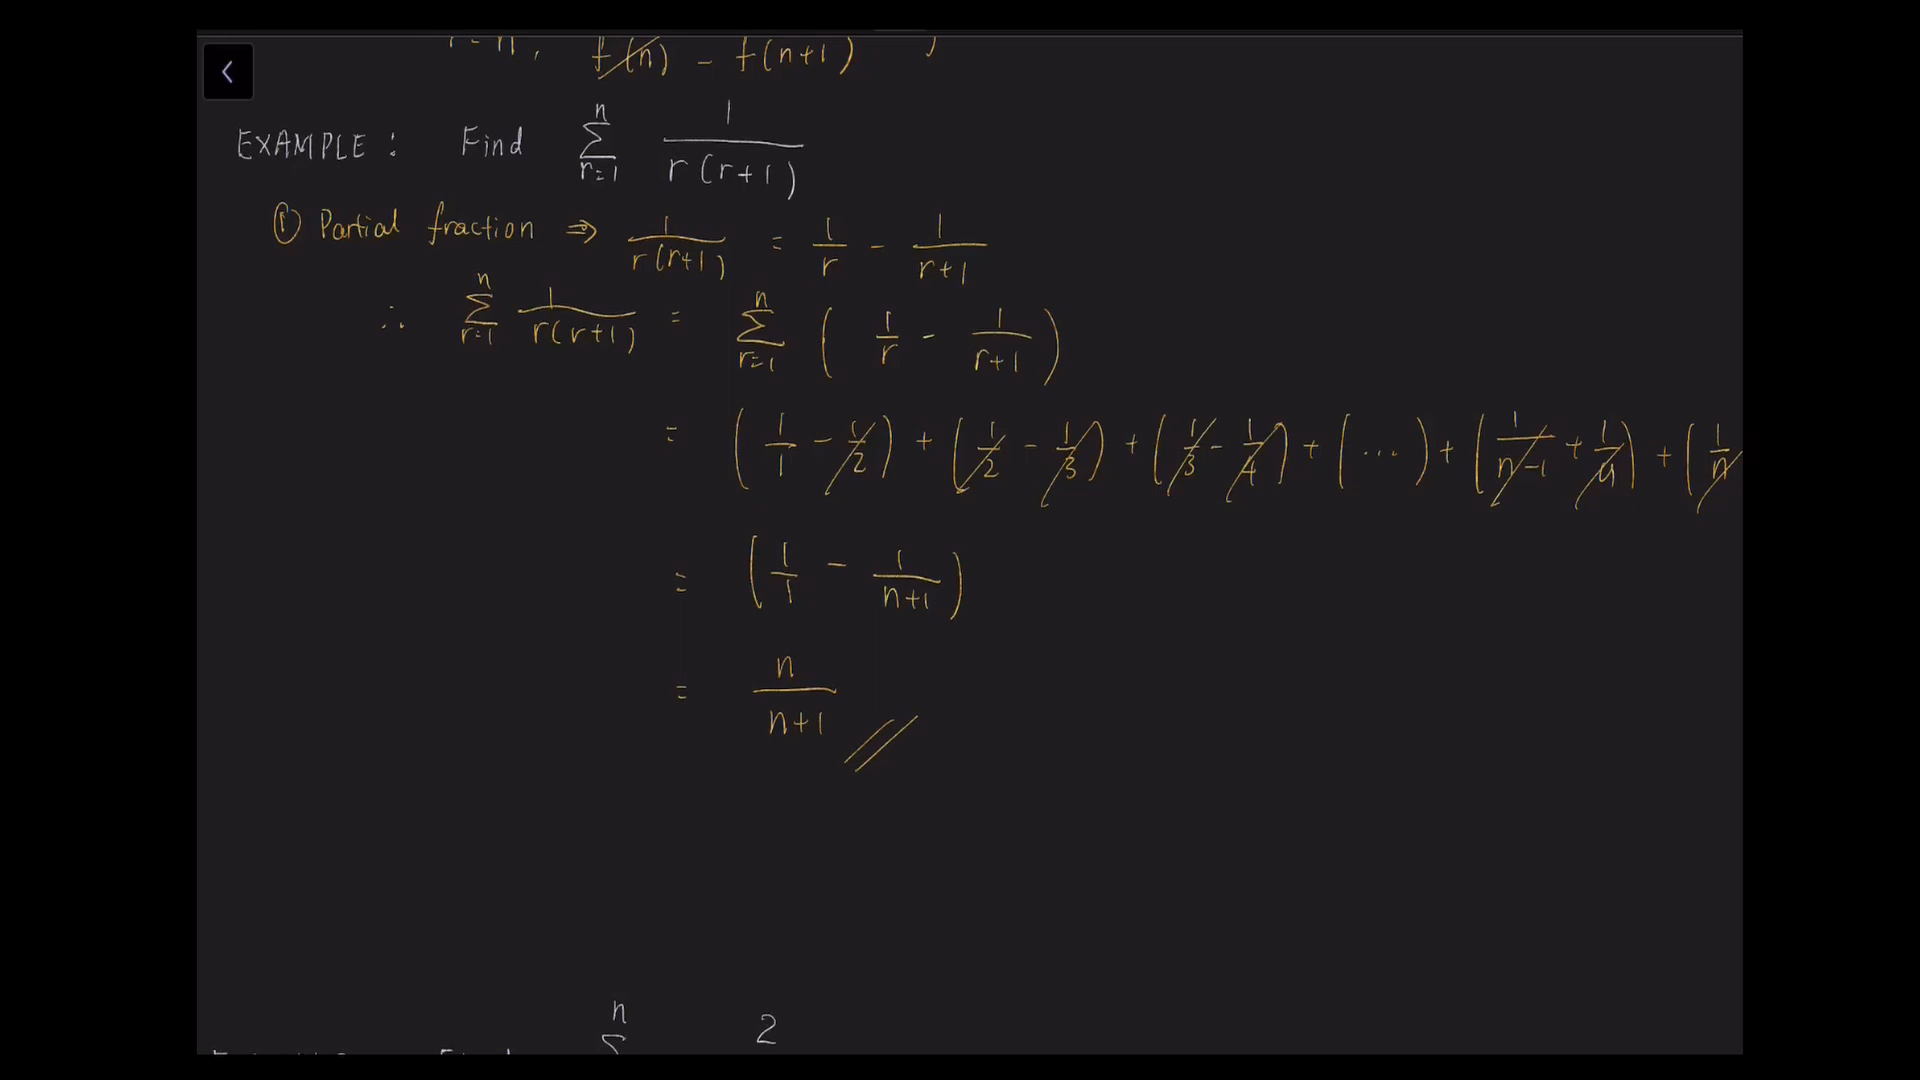 r = n, f(n) - f(n+1)
EXAMPLE : Find ∑_{r=1}^{n} 1/(r(r+1))
① Partial fraction ⇒ 1/(r(r+1)) = 1/r - 1/(r+1)
∴ ∑_{r=1}^{n} 1/(r(r+1)) = ∑_{r=1}^{n} ( 1/r - 1/(r+1) )
= (1/1 - 1/2) + (1/2 - 1/3) + (1/3 - 1/4) + (...) + (1/(n-1) + 1/n) + (1/n
= (1/1 - 1/(n+1))
= n/(n+1)
n 2